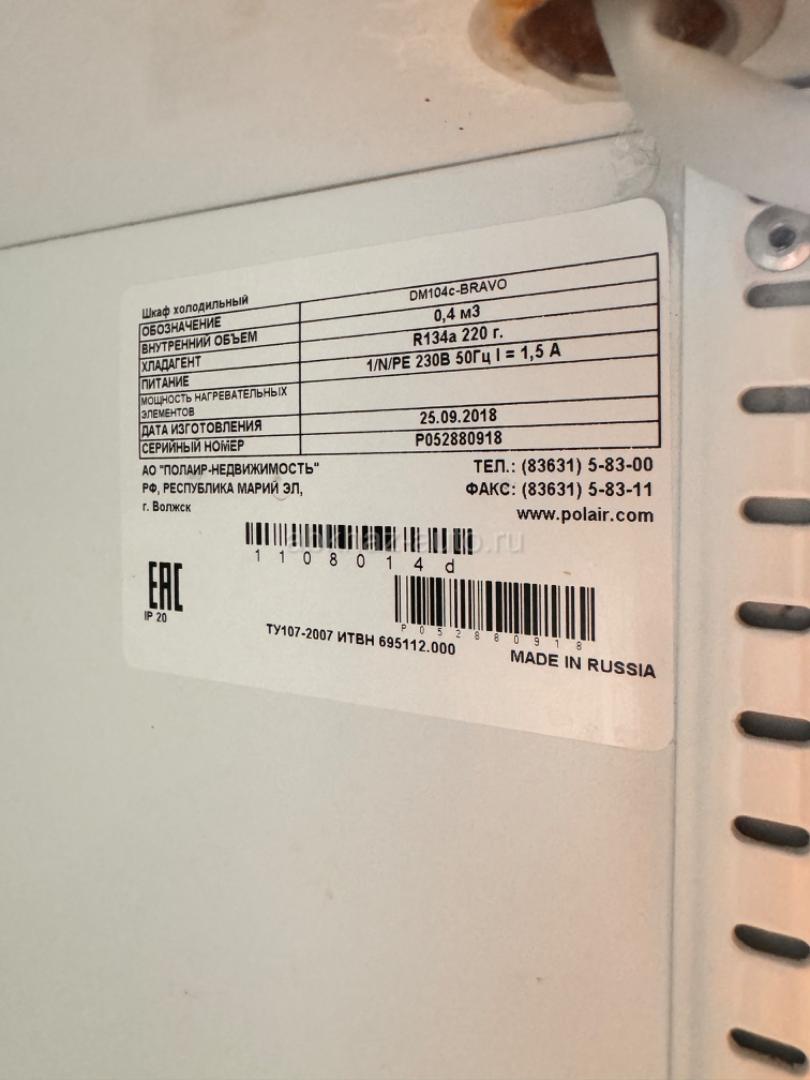 Шкаф холодильный
ОБОЗНАЧЕНИЕ DM104c-BRAVO
ВНУТРЕННИЙ ОБЪЕМ 0,4 м3
ХЛАДАГЕНТ R134a 220 г.
ПИТАНИЕ 1/N/PE 230В 50Гц I = 1,5 А
МОЩНОСТЬ НАГРЕВАТЕЛЬНЫХ
ЭЛЕМЕНТОВ
ДАТА ИЗГОТОВЛЕНИЯ 25.09.2018
СЕРИЙНЫЙ НОМЕР P052880918
АО "ПОЛАИР-НЕДВИЖИМОСТЬ" ТЕЛ.: (83631) 5-83-00
РФ, РЕСПУБЛИКА МАРИЙ ЭЛ, ФАКС: (83631) 5-83-11
г. Волжск www.polair.com
1108014d
EAC
IP 20
P052880918
ТУ107-2007 ИТВН 695112.000
MADE IN RUSSIA